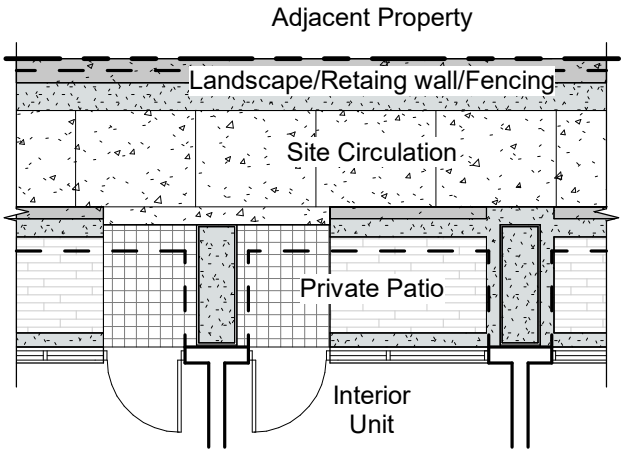 Adjacent Property
Landscape/Retaing wall/Fencing
Site Circulation
Private Patio
Interior
Unit